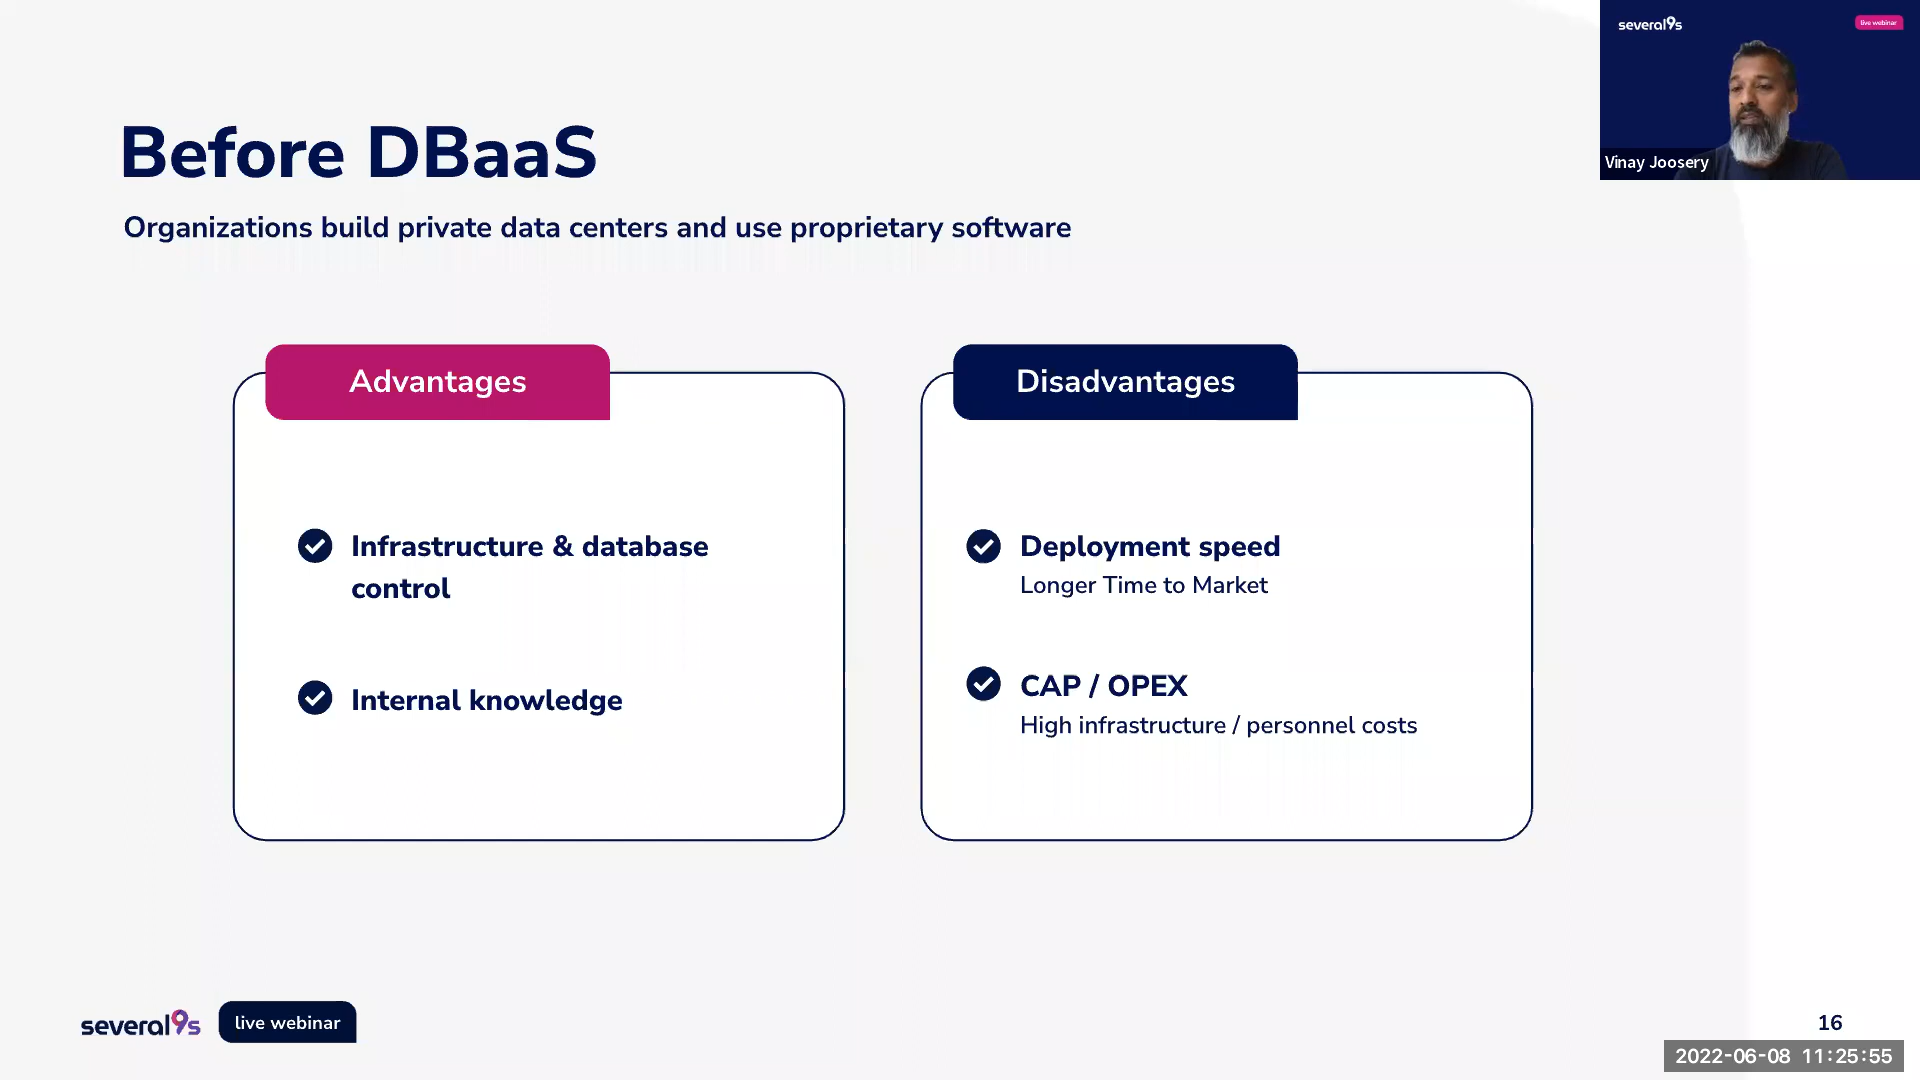 several9s
live webinar
Vinay Joosery
Before DBaaS
Organizations build private data centers and use proprietary software
Advantages
Infrastructure & database
control
Internal knowledge
Disadvantages
Deployment speed
Longer Time to Market
CAP / OPEX
High infrastructure / personnel costs
several9s
live webinar
16
2022-06-08 11:25:55